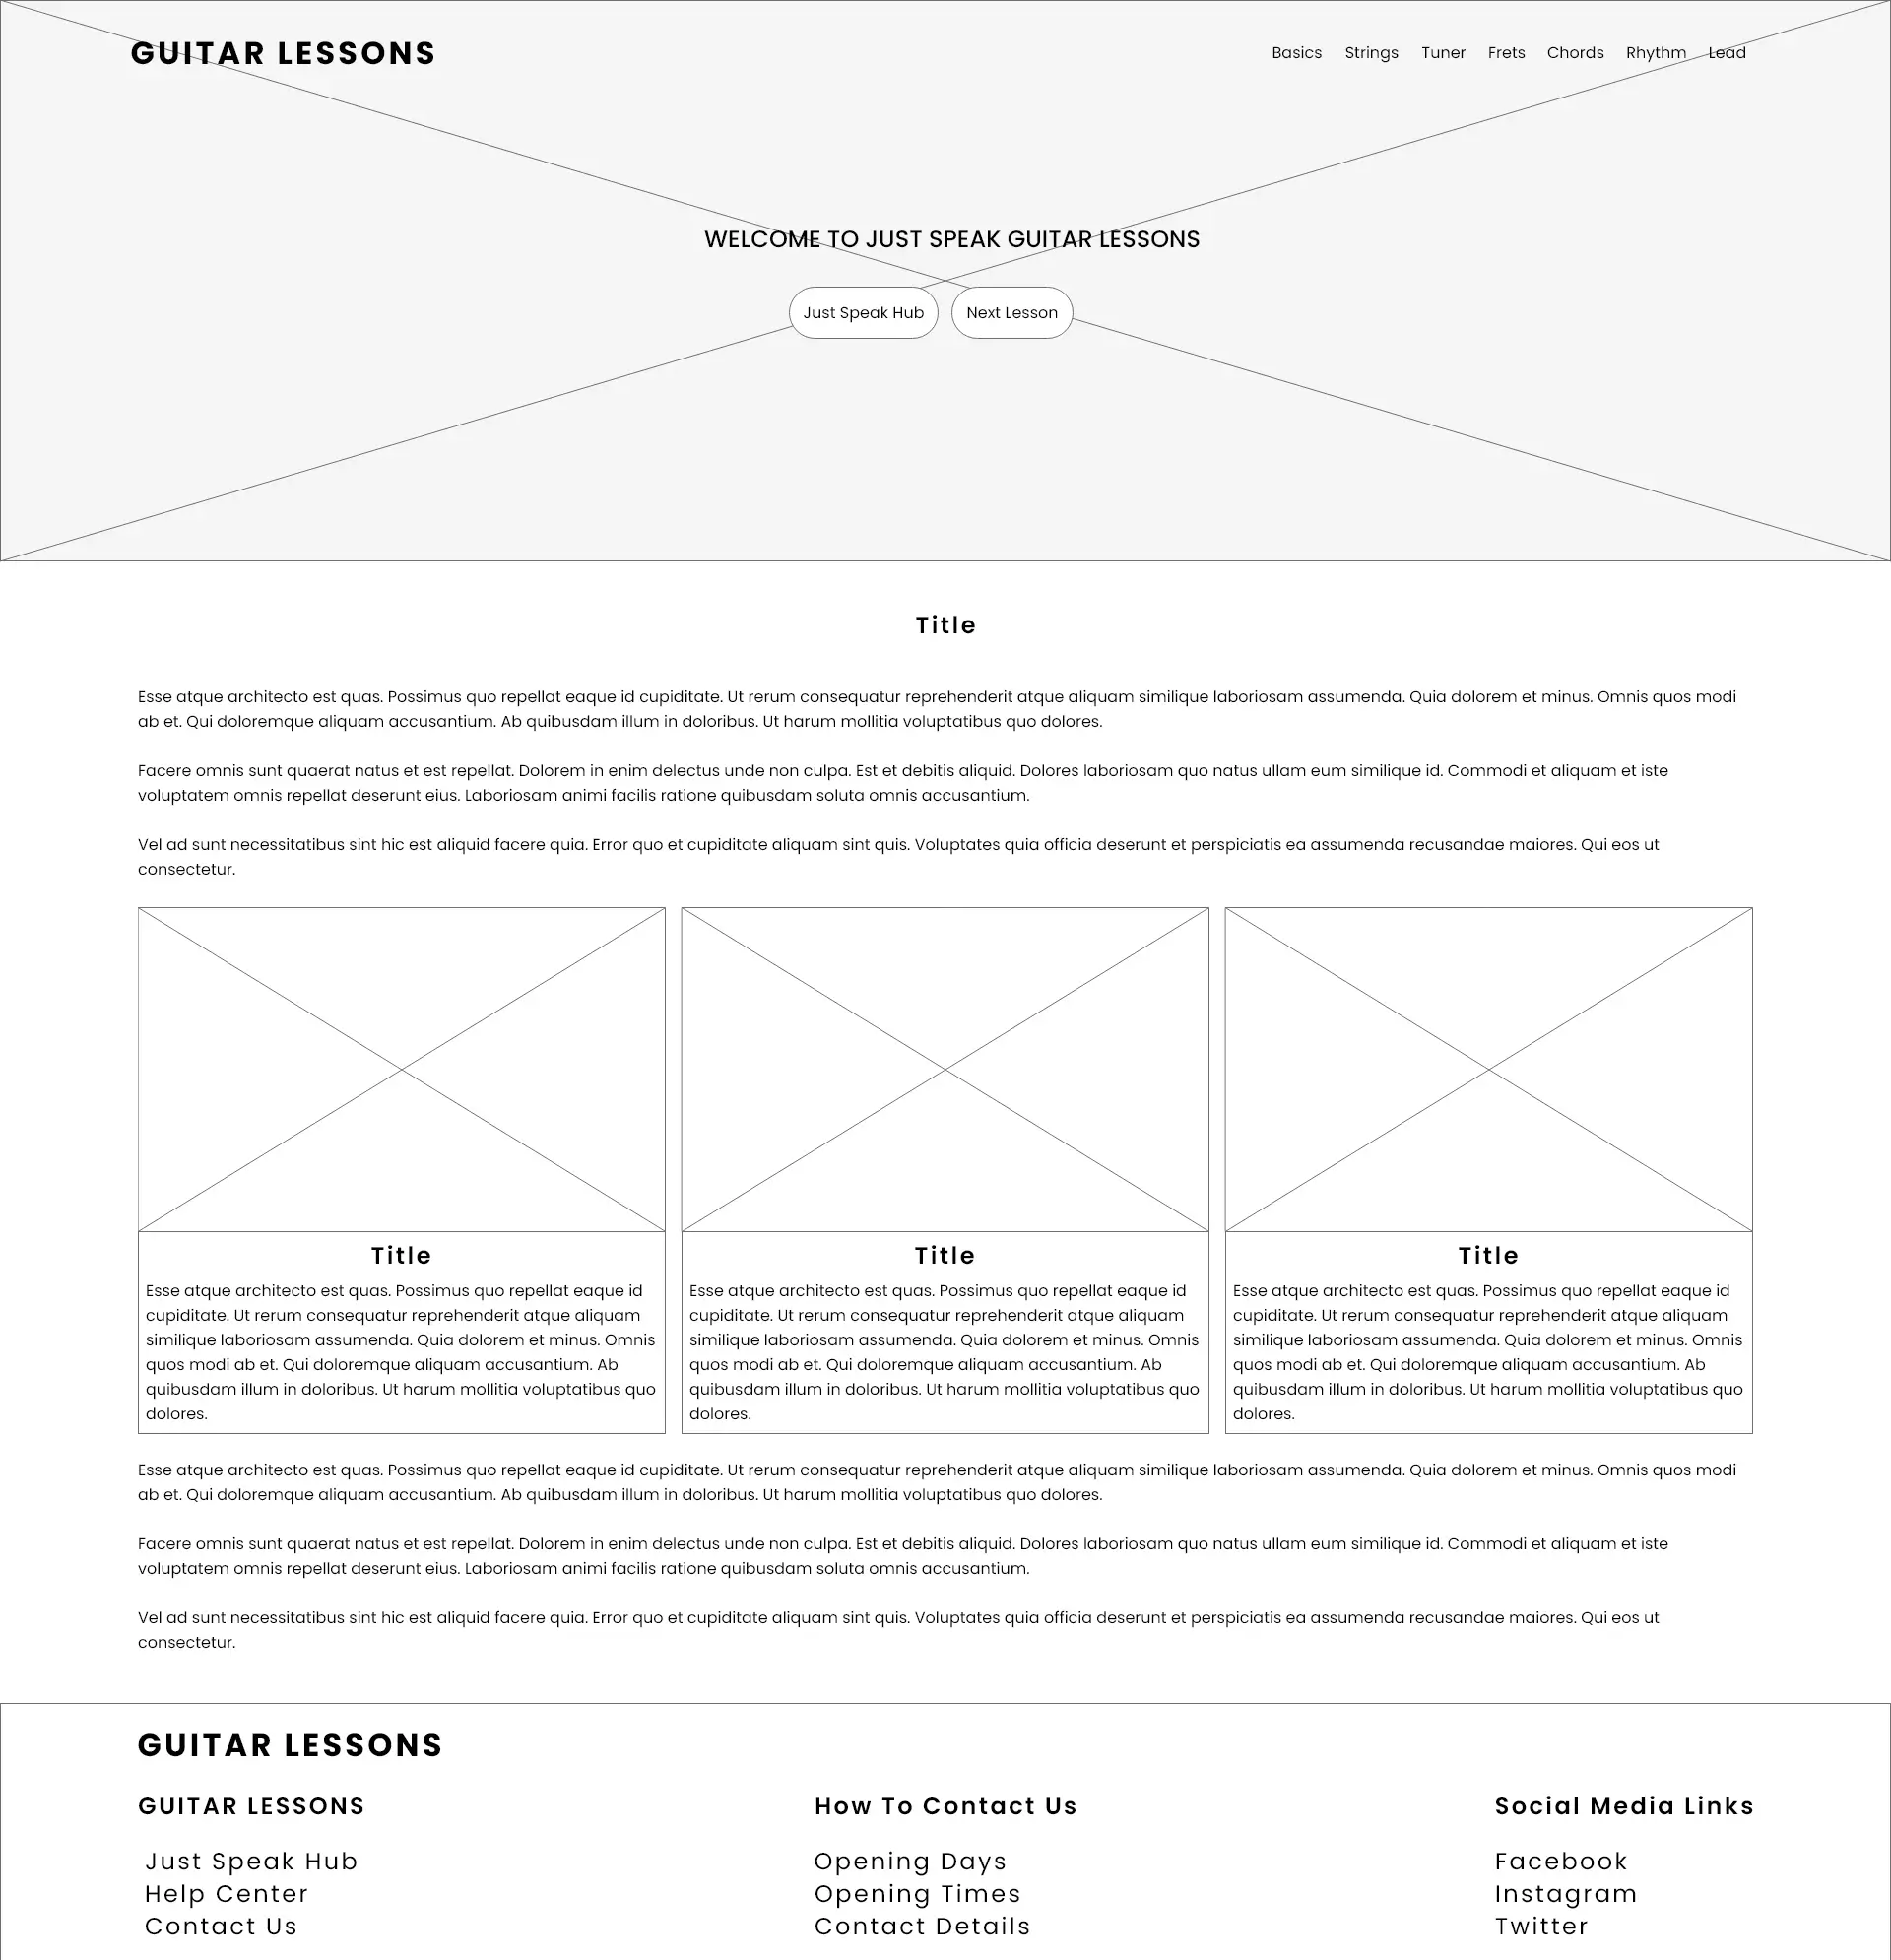 GUITAR LESSONS
Basics Strings Tuner Frets Chords Rhythm Lead
WELCOME TO JUST SPEAK GUITAR LESSONS
Just Speak Hub Next Lesson
Title
Esse atque architecto est quas. Possimus quo repellat eaque id cupiditate. Ut rerum consequatur reprehenderit atque aliquam similique laboriosam assumenda. Quia dolorem et minus. Omnis quos modi
ab et. Qui doloremque aliquam accusantium. Ab quibusdam illum in doloribus. Ut harum mollitia voluptatibus quo dolores.
Facere omnis sunt quaerat natus et est repellat. Dolorem in enim delectus unde non culpa. Est et debitis aliquid. Dolores laboriosam quo natus ullam eum similique id. Commodi et aliquam et iste
voluptatem omnis repellat deserunt eius. Laboriosam animi facilis ratione quibusdam soluta omnis accusantium.
Vel ad sunt necessitatibus sint hic est aliquid facere quia. Error quo et cupiditate aliquam sint quis. Voluptates quia officia deserunt et perspiciatis ea assumenda recusandae maiores. Qui eos ut
consectetur.
Title
Esse atque architecto est quas. Possimus quo repellat eaque id
cupiditate. Ut rerum consequatur reprehenderit atque aliquam
similique laboriosam assumenda. Quia dolorem et minus. Omnis
quos modi ab et. Qui doloremque aliquam accusantium. Ab
quibusdam illum in doloribus. Ut harum mollitia voluptatibus quo
dolores.
Title
Esse atque architecto est quas. Possimus quo repellat eaque id
cupiditate. Ut rerum consequatur reprehenderit atque aliquam
similique laboriosam assumenda. Quia dolorem et minus. Omnis
quos modi ab et. Qui doloremque aliquam accusantium. Ab
quibusdam illum in doloribus. Ut harum mollitia voluptatibus quo
dolores.
Title
Esse atque architecto est quas. Possimus quo repellat eaque id
cupiditate. Ut rerum consequatur reprehenderit atque aliquam
similique laboriosam assumenda. Quia dolorem et minus. Omnis
quos modi ab et. Qui doloremque aliquam accusantium. Ab
quibusdam illum in doloribus. Ut harum mollitia voluptatibus quo
dolores.
Esse atque architecto est quas. Possimus quo repellat eaque id cupiditate. Ut rerum consequatur reprehenderit atque aliquam similique laboriosam assumenda. Quia dolorem et minus. Omnis quos modi
ab et. Qui doloremque aliquam accusantium. Ab quibusdam illum in doloribus. Ut harum mollitia voluptatibus quo dolores.
Facere omnis sunt quaerat natus et est repellat. Dolorem in enim delectus unde non culpa. Est et debitis aliquid. Dolores laboriosam quo natus ullam eum similique id. Commodi et aliquam et iste
voluptatem omnis repellat deserunt eius. Laboriosam animi facilis ratione quibusdam soluta omnis accusantium.
Vel ad sunt necessitatibus sint hic est aliquid facere quia. Error quo et cupiditate aliquam sint quis. Voluptates quia officia deserunt et perspiciatis ea assumenda recusandae maiores. Qui eos ut
consectetur.
GUITAR LESSONS
GUITAR LESSONS
Just Speak Hub
Help Center
Contact Us
How To Contact Us
Opening Days
Opening Times
Contact Details
Social Media Links
Facebook
Instagram
Twitter